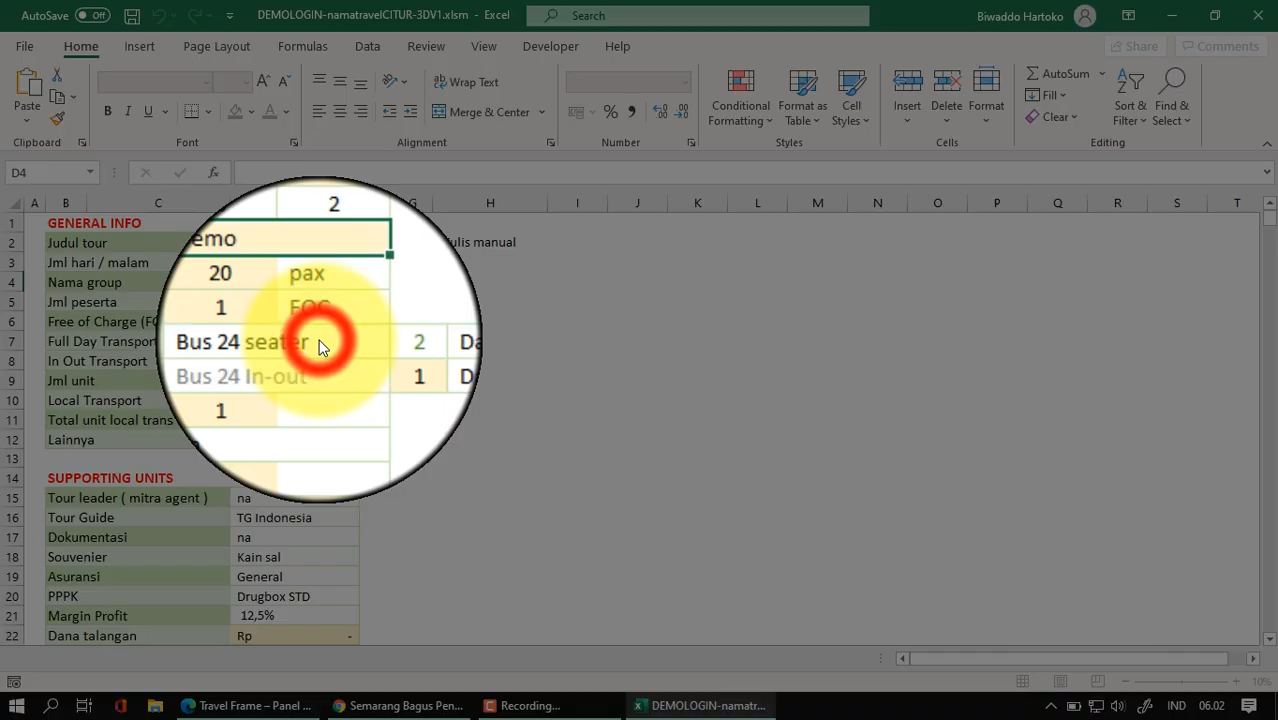 AutoSave Off
DEMOLOGIN-namatravelCITUR-3DV1.xlsm - Excel
Search
Biwaddo Hartoko
File Home Insert Page Layout Formulas Data Review View Developer Help
Share Comments
Paste
Wrap Text
Merge & Center
Conditional Formatting
Format as Table
Cell Styles
Insert
Delete
Format
AutoSum
Fill
Clear
Sort & Filter
Find & Select
Clipboard Font Alignment Number Styles Cells Editing
D4
A B C G H I J K L M N O P Q R S T
1 GENERAL INFO
2 Judul tour
3 Jml hari / malam 2
4 Nama group emo
5 Jml peserta 20 pax
6 Free of Charge (FO 1 FOC
7 Full Day Transport Bus 24 seater 2 Da
8 In Out Transport Bus 24 In-out 1 D
9 Jml unit 1
10 Local Transport
11 Total unit local trans
12 Lainnya
13
14 SUPPORTING UNITS
15 Tour leader ( mitra agent ) na
16 Tour Guide TG Indonesia
17 Dokumentasi na
18 Souvenier Kain sal
19 Asuransi General
20 PPPK Drugbox STD
21 Margin Profit 12,5%
22 Dana talangan Rp -
10%
Travel Frame – Panel ...
Semarang Bagus Pen...
Recording...
DEMOLOGIN-namatr...
IND 06.02